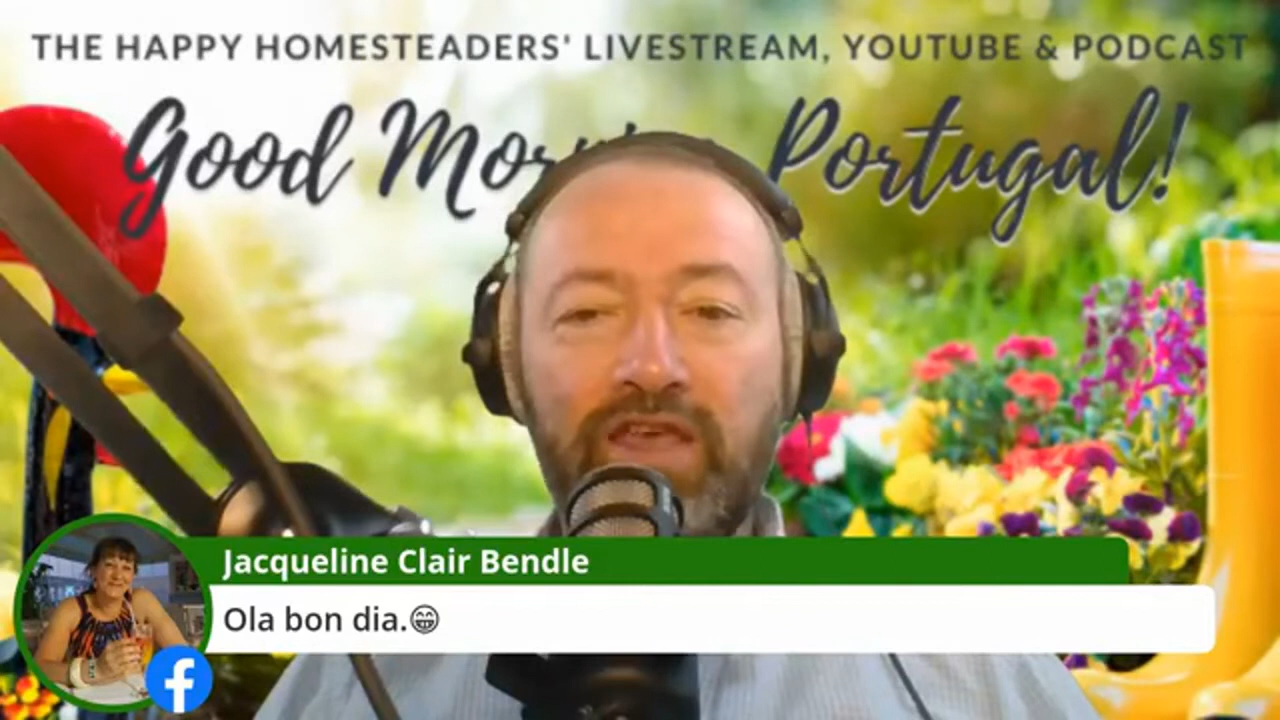 THE HAPPY HOMESTEADERS' LIVESTREAM, YOUTUBE & PODCAST
Good Mor Portugal!
Jacqueline Clair Bendle
Ola bon dia.😁